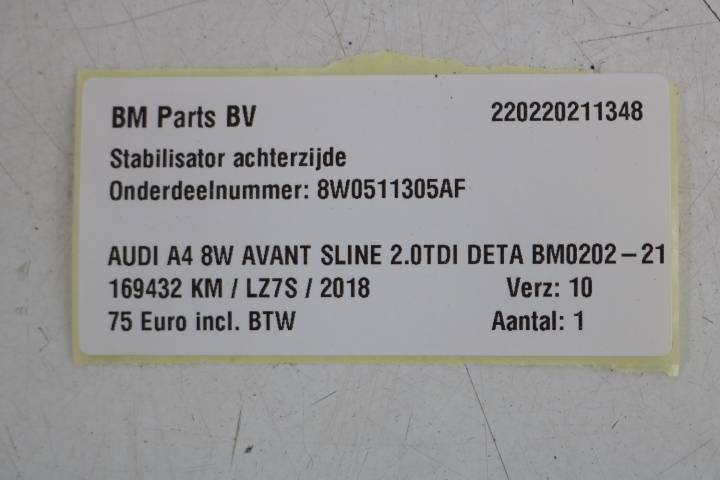 BM Parts BV 220220211348
Stabilisator achterzijde
Onderdeelnummer: 8W0511305AF
AUDI A4 8W AVANT SLINE 2.0TDI DETA BM0202-21
169432 KM / LZ7S / 2018 Verz: 10
75 Euro incl. BTW Aantal: 1